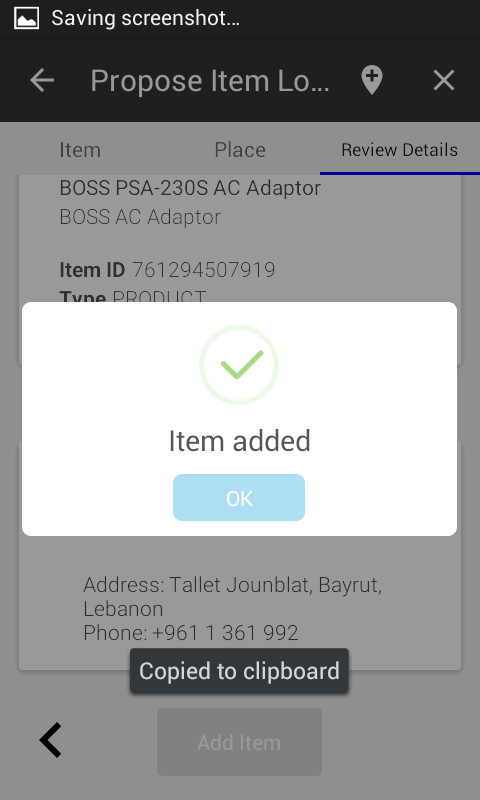 Saving screenshot...
Propose Item Lo...
Item
Place
Review Details
BOSS PSA-230S AC Adaptor
BOSS AC Adaptor
Item ID 761294507919
Type PRODUCT
Item added
OK
Address: Tallet Jounblat, Bayrut,
Lebanon
Phone: +961 1 361 992
Copied to clipboard
Add Item